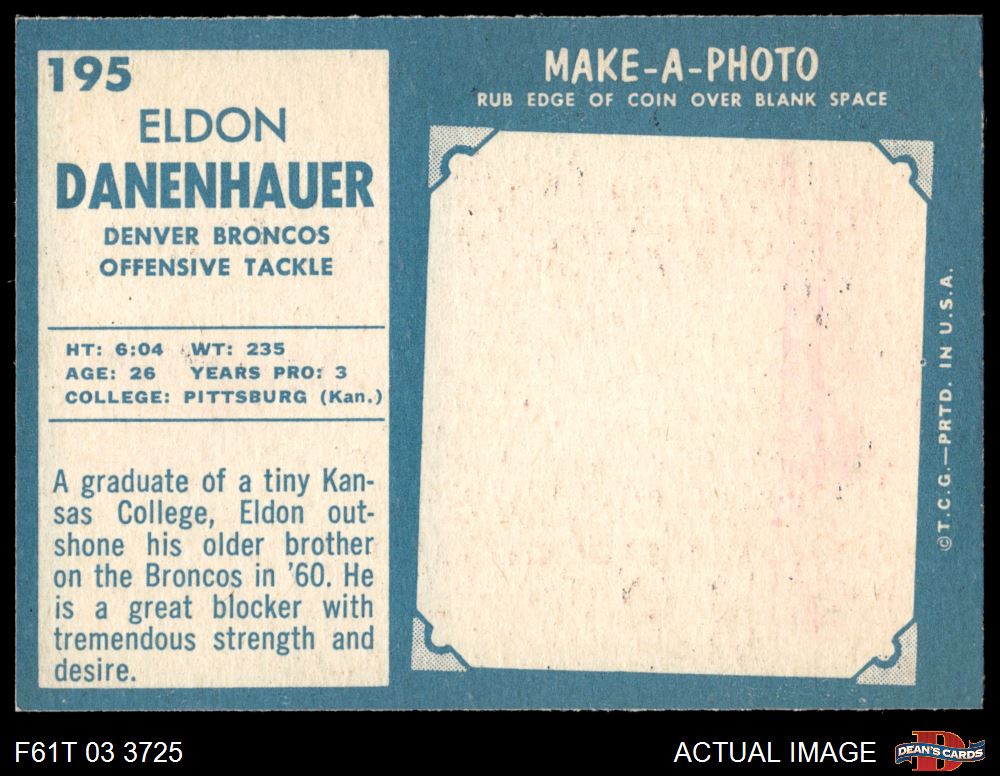 195
ELDON
DANENHAUER
DENVER BRONCOS
OFFENSIVE TACKLE
HT: 6:04 WT: 235
AGE: 26 YEARS PRO: 3
COLLEGE: PITTSBURG (Kan.)
A graduate of a tiny Kan-
sas College, Eldon out-
shone his older brother
on the Broncos in '60. He
is a great blocker with
tremendous strength and
desire.
MAKE-A-PHOTO
RUB EDGE OF COIN OVER BLANK SPACE
©T.C.G.—PRTD. IN U.S.A.
F61T 03 3725
ACTUAL IMAGE
DEAN'S CARDS